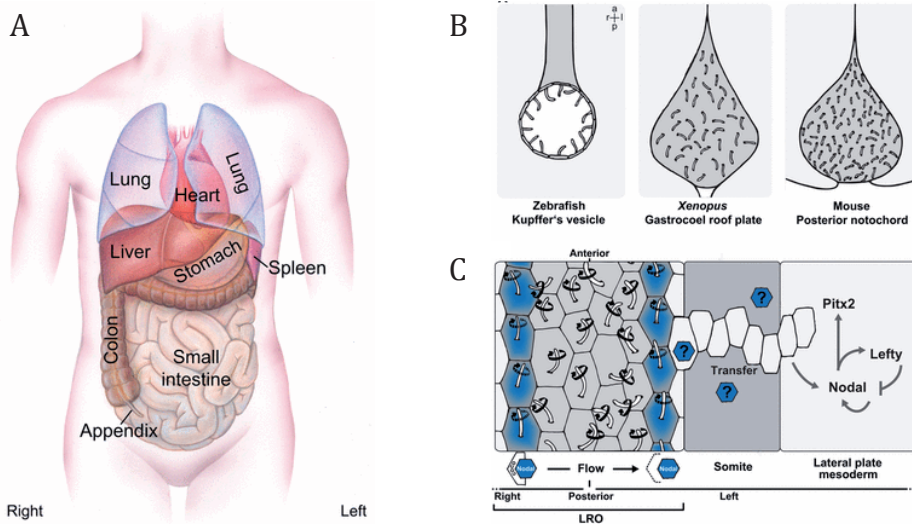 A
Lung
Lung
Heart
Liver
Stomach
Spleen
Colon
Small
intestine
Appendix
Right
Left
B
a
r l
p
Zebrafish
Kupffer's vesicle
Xenopus
Gastrocoel roof plate
Mouse
Posterior notochord
C
Anterior
?
?
?
Transfer
Pitx2
Lefty
Nodal
Nodal
Flow
Nodal
Somite
Lateral plate
mesoderm
Right
Posterior
Left
LRO